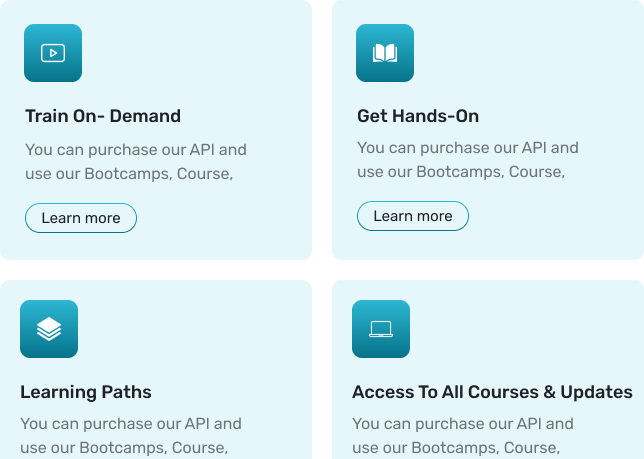 Train On- Demand
You can purchase our API and
use our Bootcamps, Course,
Learn more
Get Hands-On
You can purchase our API and
use our Bootcamps, Course,
Learn more
Learning Paths
You can purchase our API and
use our Bootcamps, Course,
Access To All Courses & Updates
You can purchase our API and
use our Bootcamps, Course,